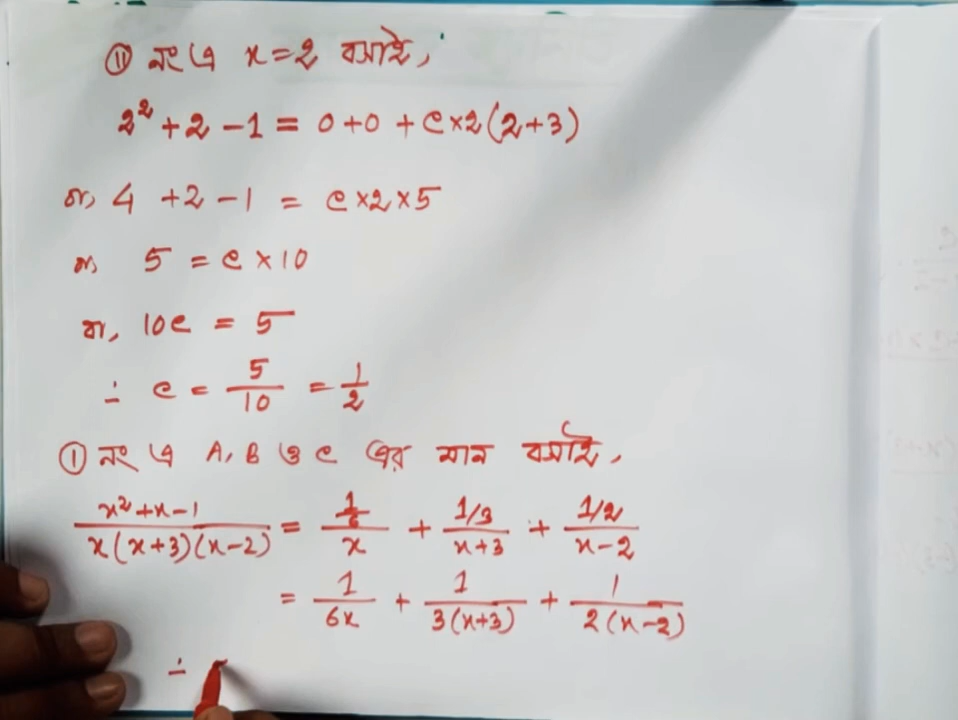 (ii) নং এ x=2 বসাই,
2² + 2 - 1 = 0 + 0 + c×2(2+3)
বা, 4 + 2 - 1 = c×2×5
বা, 5 = c × 10
বা, 10c = 5
∴ c = 5/10 = 1/2
(i) নং এ A, B ও C এর মান বসাই,
(x² + x - 1)/(x(x+3)(x-2)) = (1/6)/x + (1/3)/(x+3) + (1/2)/(x-2)
= 1/(6x) + 1/(3(x+3)) + 1/(2(x-2))
∴